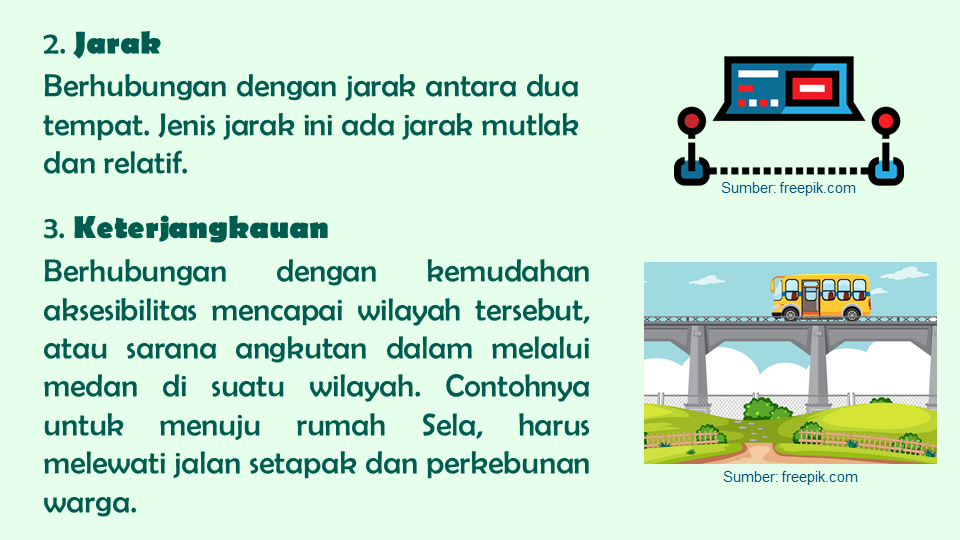 2. Jarak
Berhubungan dengan jarak antara dua
tempat. Jenis jarak ini ada jarak mutlak
dan relatif.
Sumber: freepik.com
3. Keterjangkauan
Berhubungan dengan kemudahan
aksesibilitas mencapai wilayah tersebut,
atau sarana angkutan dalam melalui
medan di suatu wilayah. Contohnya
untuk menuju rumah Sela, harus
melewati jalan setapak dan perkebunan
warga.
Sumber: freepik.com